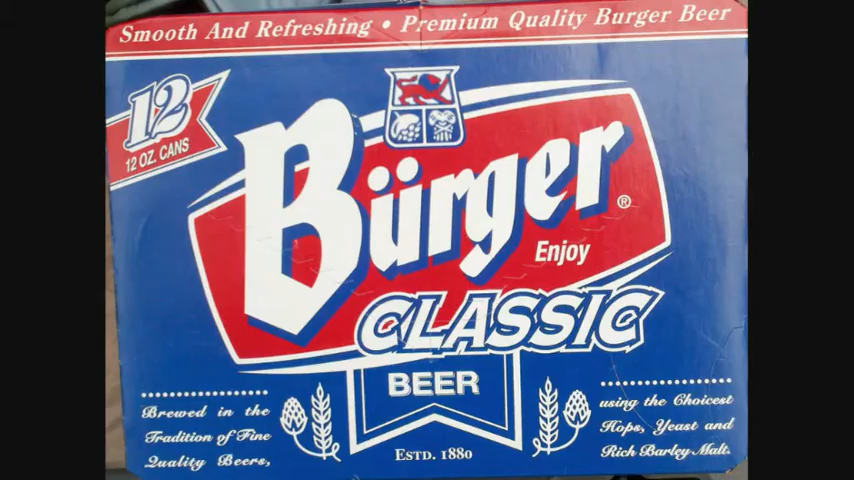 Smooth And Refreshing • Premium Quality Burger Beer
12
12 OZ. CANS
Bürger®
Enjoy
CLASSIC
BEER
Brewed in the
Tradition of Fine
Quality Beers,
ESTD. 1880
using the Choicest
Hops, Yeast and
Rich Barley Malt.